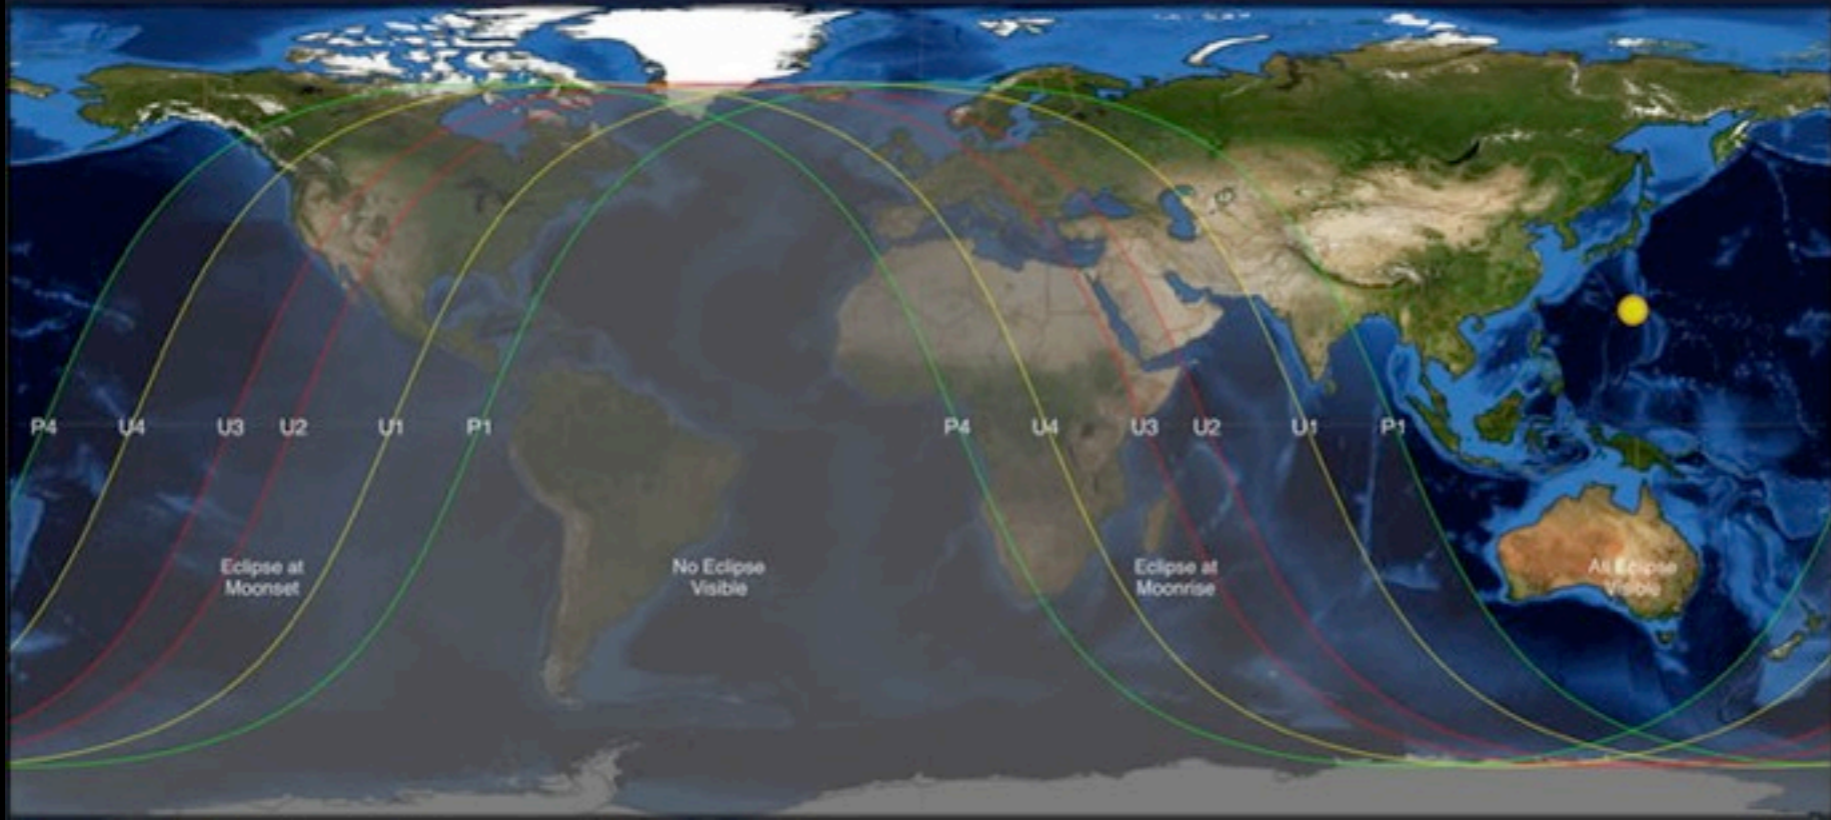 P4 U4 U3 U2 U1 P1 P4 U4 U3 U2 U1 P1
Eclipse at
Moonset
No Eclipse
Visible
Eclipse at
Moonrise
All Eclipse
Visible